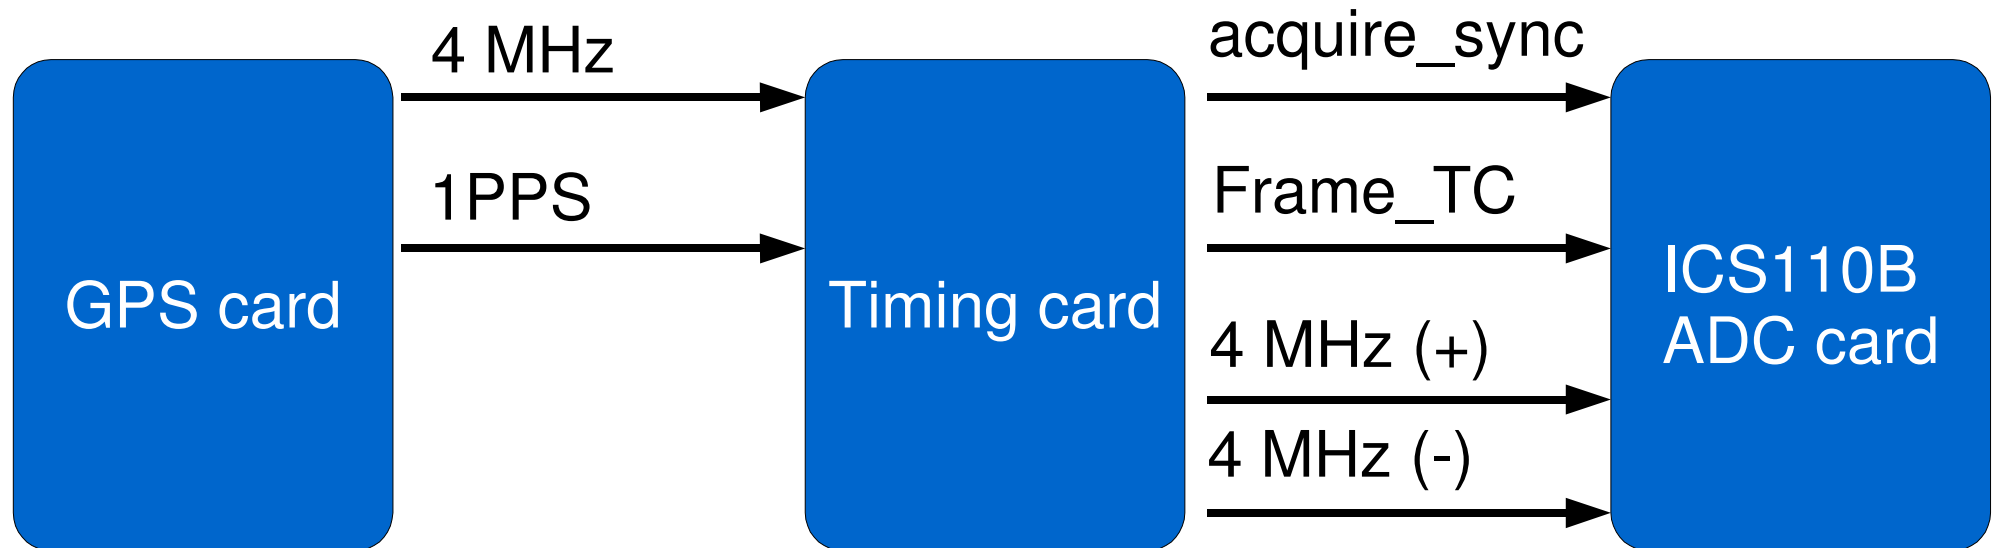 4 MHz
1PPS
GPS card
Timing card
acquire_sync
Frame_TC
4 MHz (+)
4 MHz (-)
ICS110B
ADC card